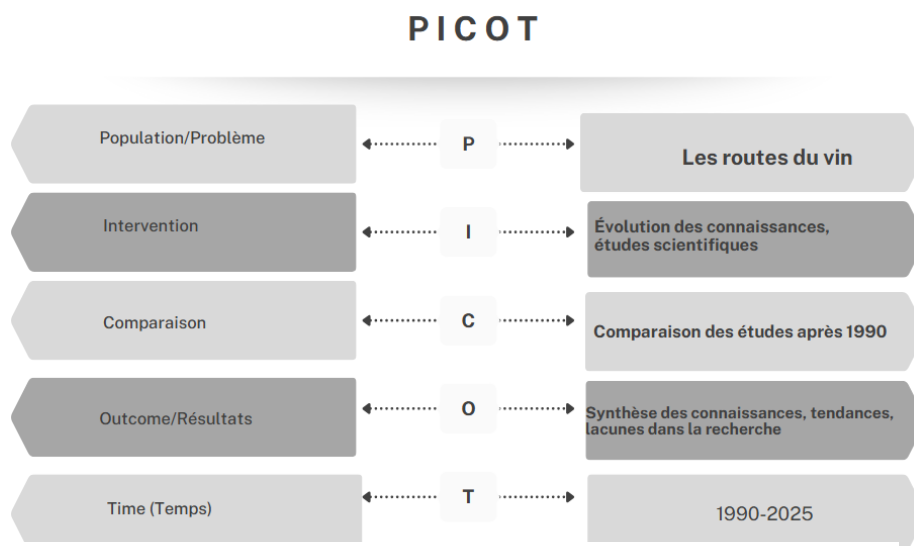 PICOT
Population/Problème
P
Les routes du vin
Intervention
I
Évolution des connaissances,
études scientifiques
Comparaison
C
Comparaison des études après 1990
Outcome/Résultats
O
Synthèse des connaissances, tendances,
lacunes dans la recherche
Time (Temps)
T
1990-2025